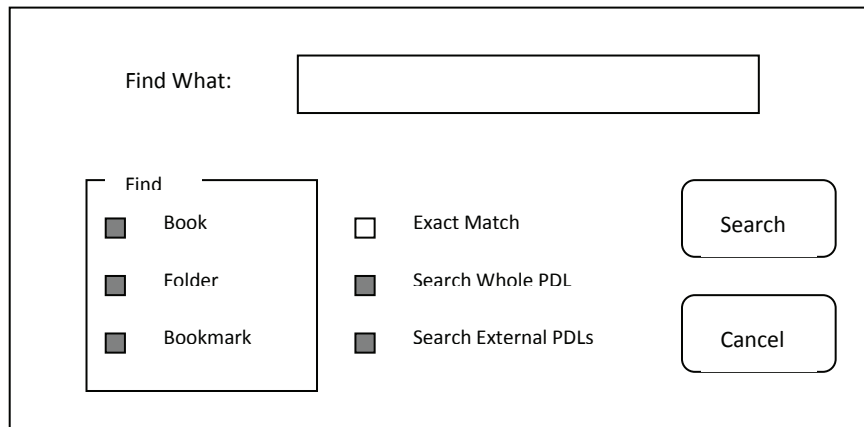 Find What:
Find
Book
Exact Match
Search
Folder
Search Whole PDL
Bookmark
Search External PDLs
Cancel